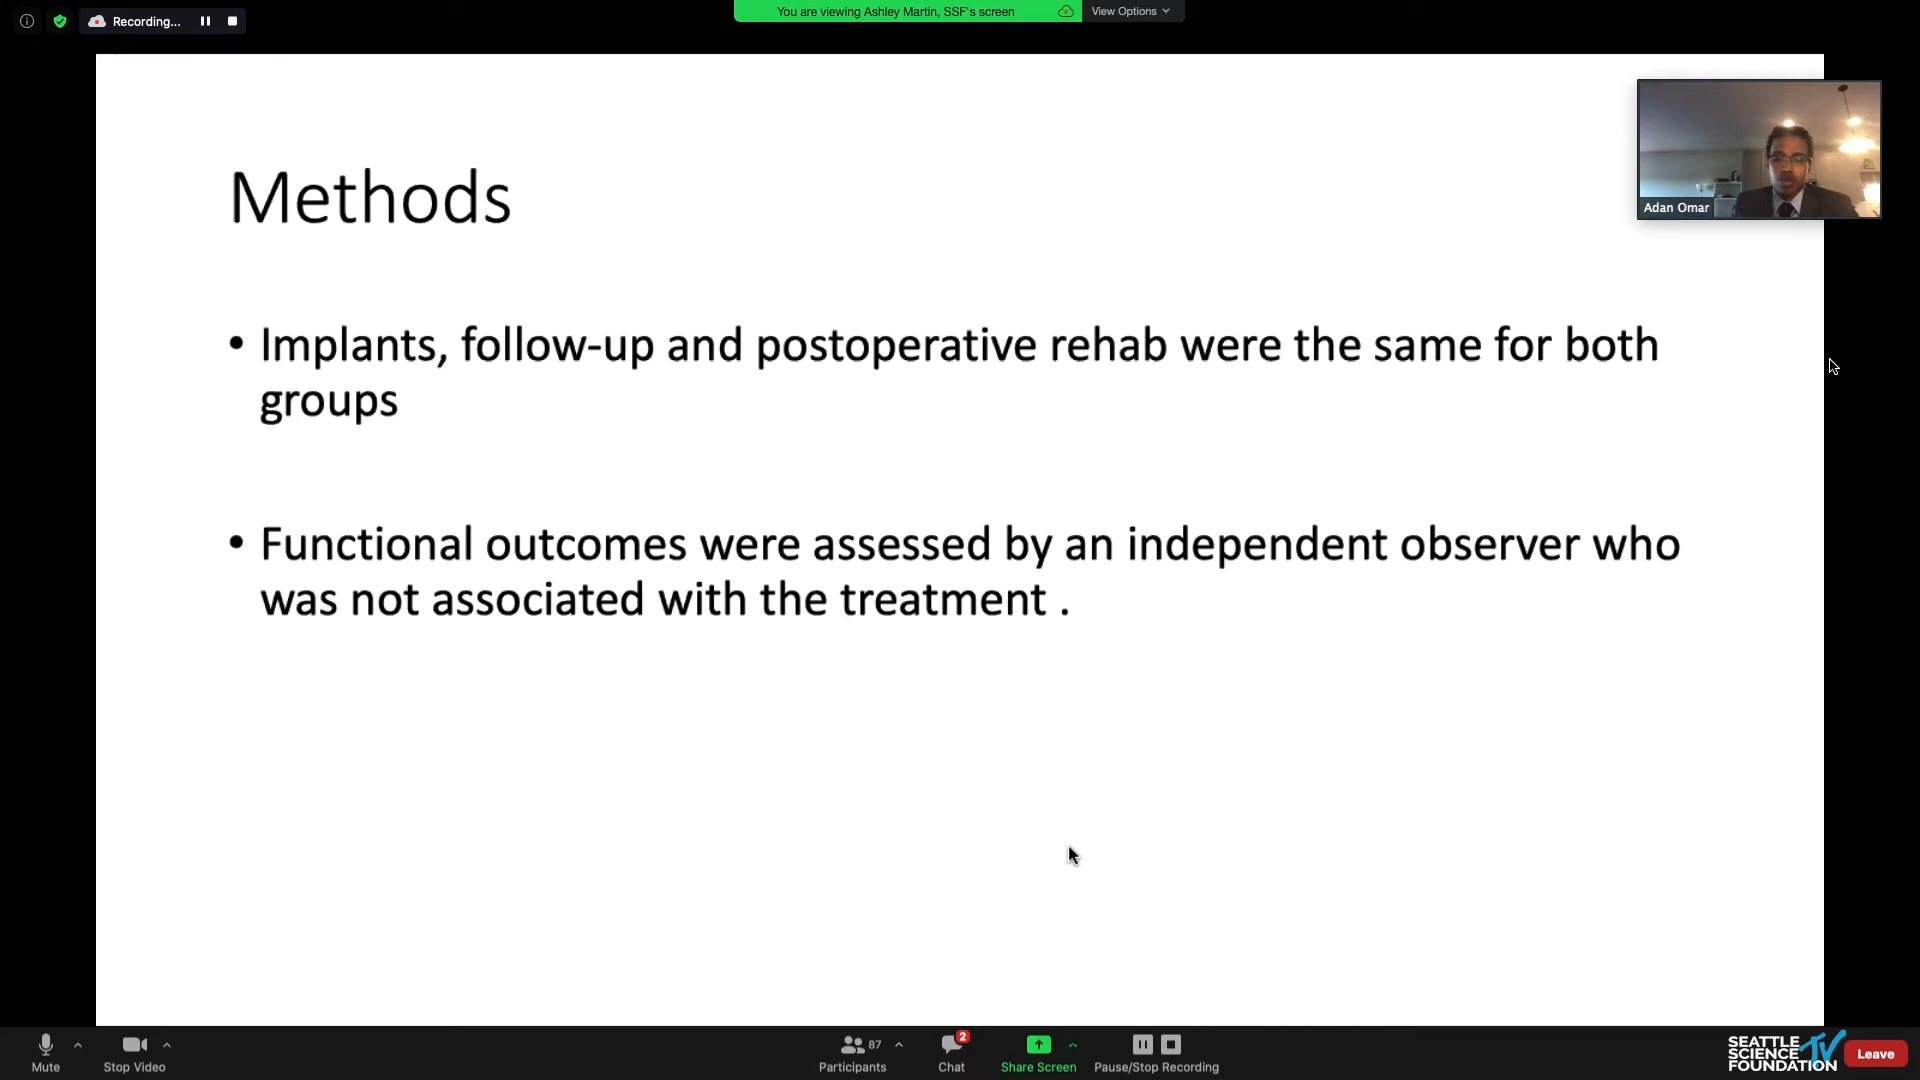 Recording...
You are viewing Ashley Martin, SSF's screen
View Options
Adan Omar
Methods
• Implants, follow-up and postoperative rehab were the same for both
groups
• Functional outcomes were assessed by an independent observer who
was not associated with the treatment .
Mute
Stop Video
87
Participants
2
Chat
Share Screen
Pause/Stop Recording
SEATTLE
SCIENCE
FOUNDATION
TV
Leave